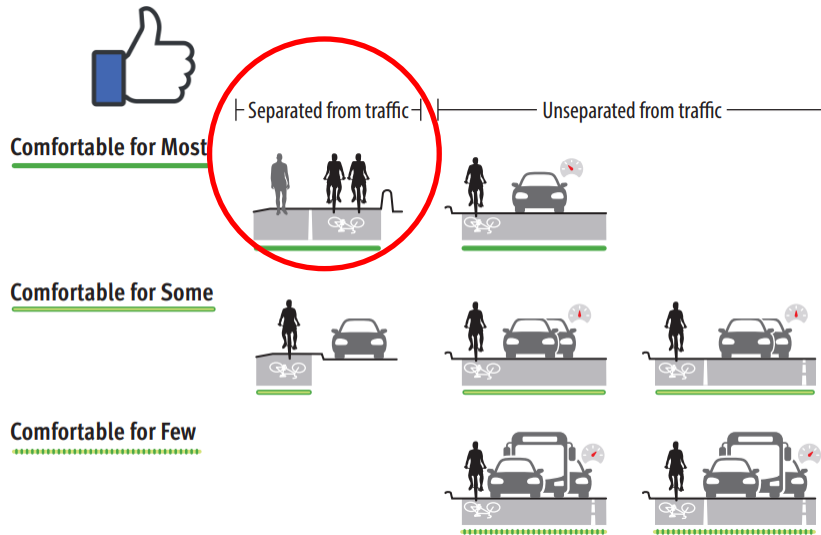 Separated from traffic
Unseparated from traffic
Comfortable for Most
Comfortable for Some
Comfortable for Few